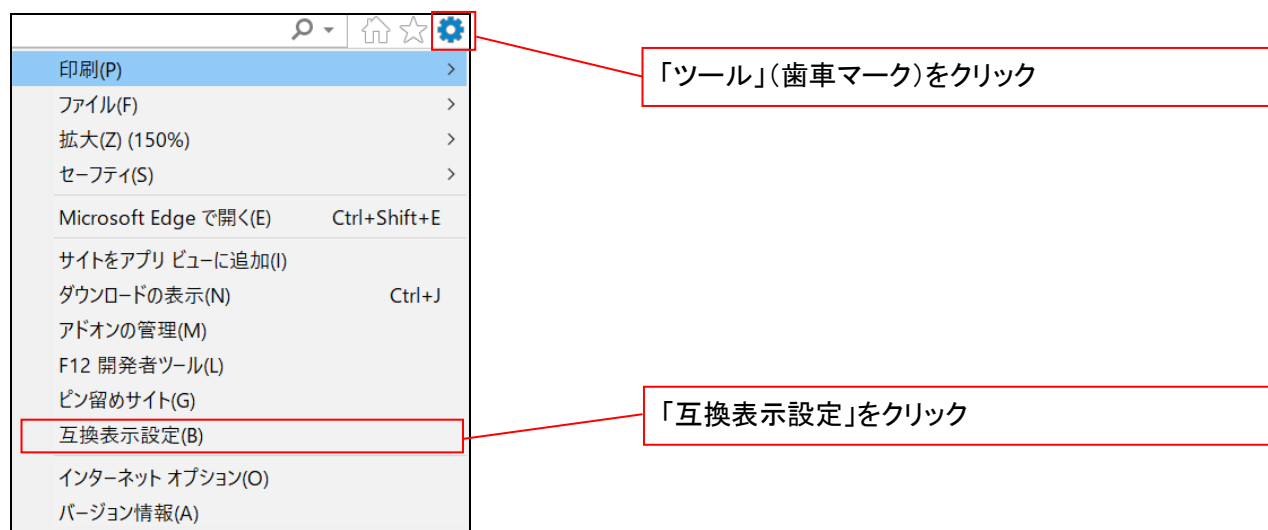 「ツール」(歯車マーク)をクリック
印刷(P)
ファイル(F)
拡大(Z) (150%)
セーフティ(S)
Microsoft Edge で開く(E) Ctrl+Shift+E
サイトをアプリ ビューに追加(I)
ダウンロードの表示(N) Ctrl+J
アドオンの管理(M)
F12 開発者ツール(L)
ピン留めサイト(G)
互換表示設定(B)
「互換表示設定」をクリック
インターネット オプション(O)
バージョン情報(A)